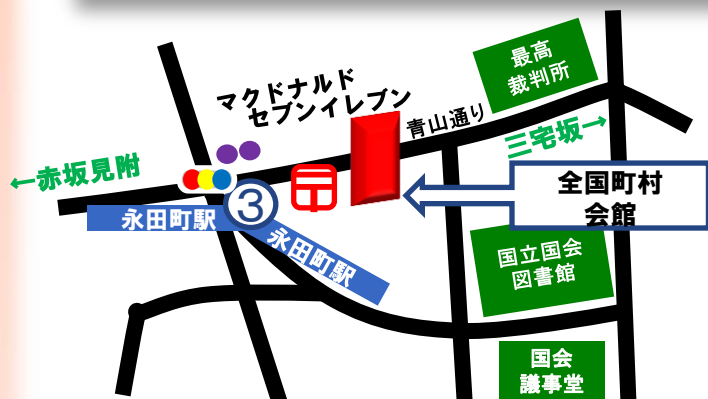 最高
裁判所
マクドナルド
セブンイレブン
青山通り
三宅坂→
←赤坂見附
全国町村
会館
永田町駅
3
永田町駅
国立国会
図書館
国会
議事堂